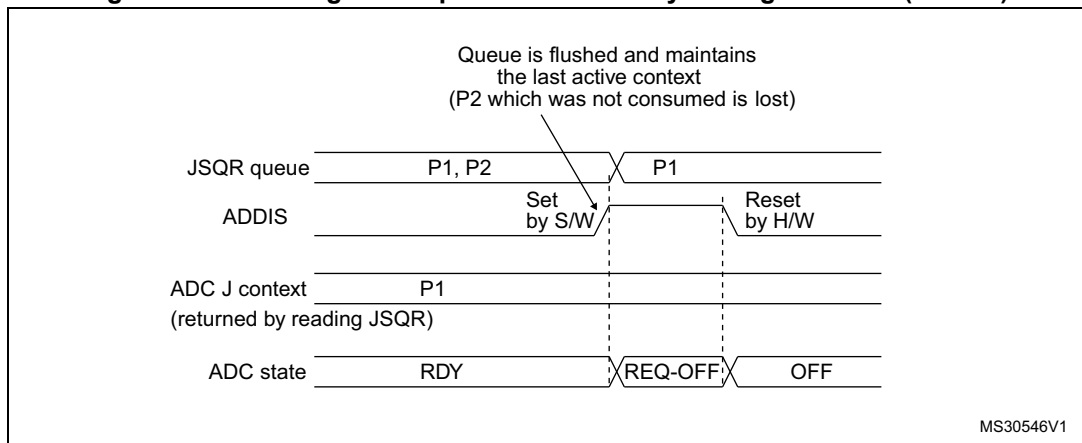 Queue is flushed and maintains
the last active context
(P2 which was not consumed is lost)
JSQR queue
P1, P2
P1
ADDIS
Set
by S/W
Reset
by H/W
ADC J context
(returned by reading JSQR)
P1
ADC state
RDY
REQ-OFF
OFF
MS30546V1